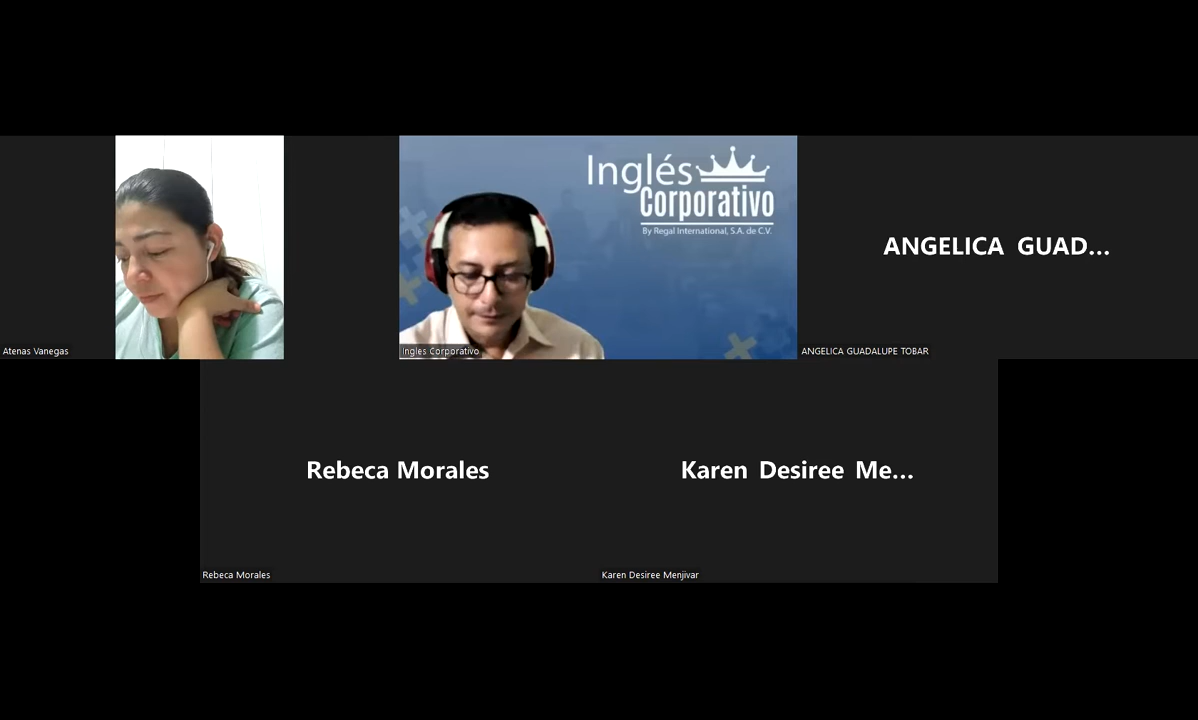 Inglés
Corporativo
By Regal International, S.A. de C.V.
ANGELICA GUAD...
Atenas Vanegas
Ingles Corporativo
ANGELICA GUADALUPE TOBAR
Rebeca Morales
Karen Desiree Me...
Rebeca Morales
Karen Desiree Menjivar